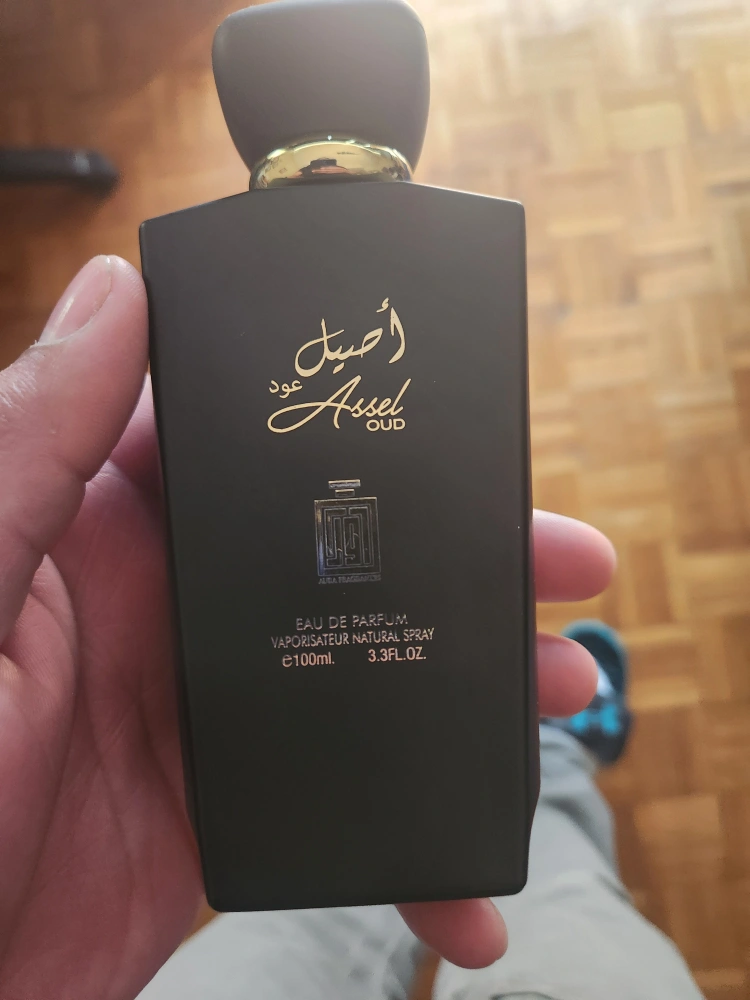 أصيل
عود
Assel
OUD
AURA FRAGRANCES
EAU DE PARFUM
VAPORISATEUR NATURAL SPRAY
℮100ml. 3.3FL.OZ.